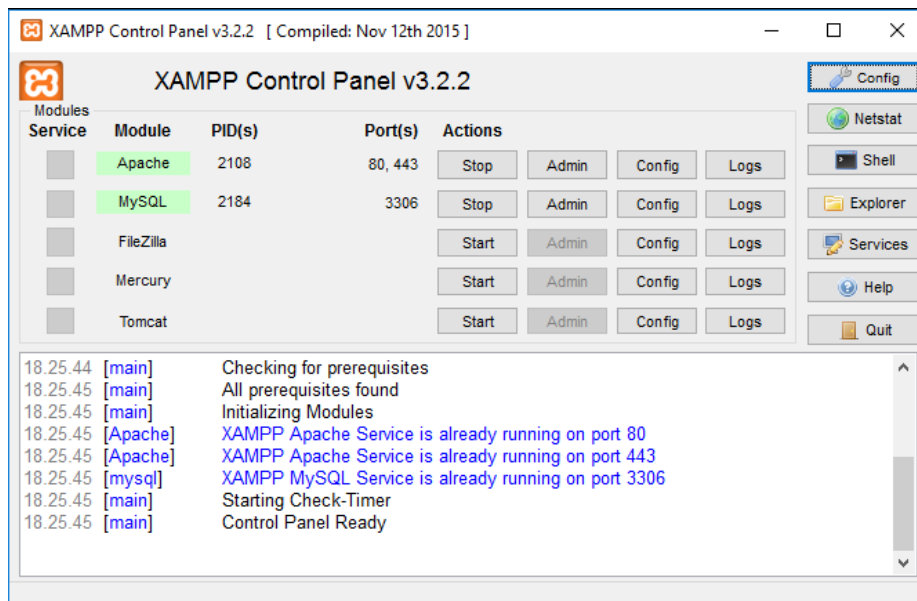 XAMPP Control Panel v3.2.2 [ Compiled: Nov 12th 2015 ]
XAMPP Control Panel v3.2.2
Config
Modules
Service Module PID(s) Port(s) Actions
Netstat
Apache 2108 80, 443 Stop Admin Config Logs
Shell
MySQL 2184 3306 Stop Admin Config Logs
Explorer
FileZilla Start Admin Config Logs
Services
Mercury Start Admin Config Logs
Help
Tomcat Start Admin Config Logs
Quit
18.25.44 [main] Checking for prerequisites
18.25.45 [main] All prerequisites found
18.25.45 [main] Initializing Modules
18.25.45 [Apache] XAMPP Apache Service is already running on port 80
18.25.45 [Apache] XAMPP Apache Service is already running on port 443
18.25.45 [mysql] XAMPP MySQL Service is already running on port 3306
18.25.45 [main] Starting Check-Timer
18.25.45 [main] Control Panel Ready